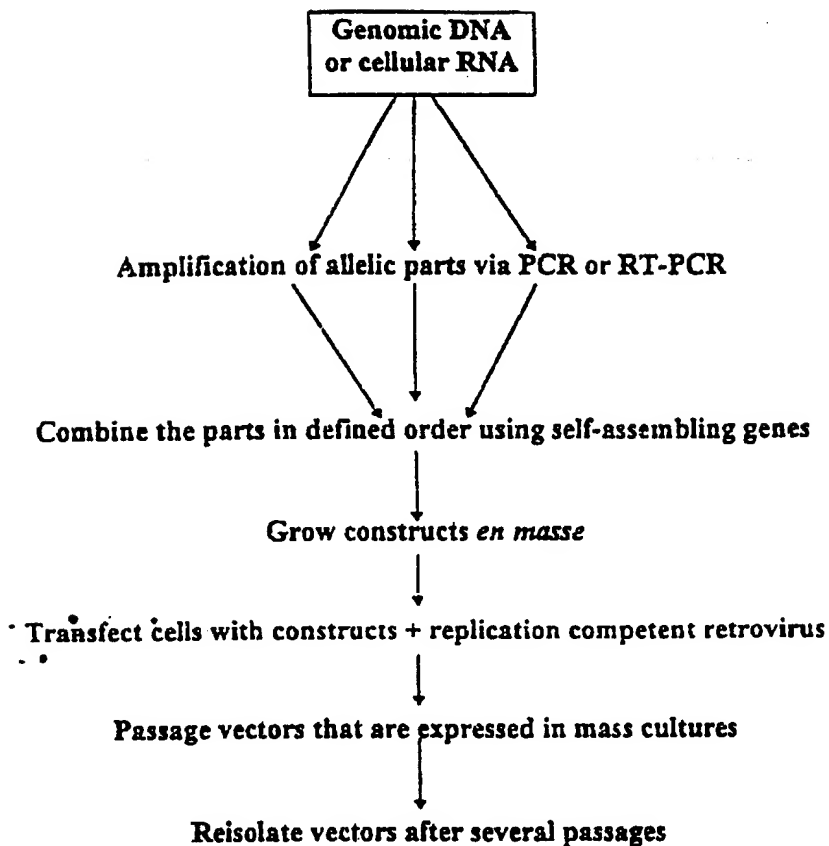 Genomic DNA
or cellular RNA
Amplification of allelic parts via PCR or RT-PCR
Combine the parts in defined order using self-assembling genes
Grow constructs en masse
Transfect cells with constructs + replication competent retrovirus
Passage vectors that are expressed in mass cultures
Reisolate vectors after several passages